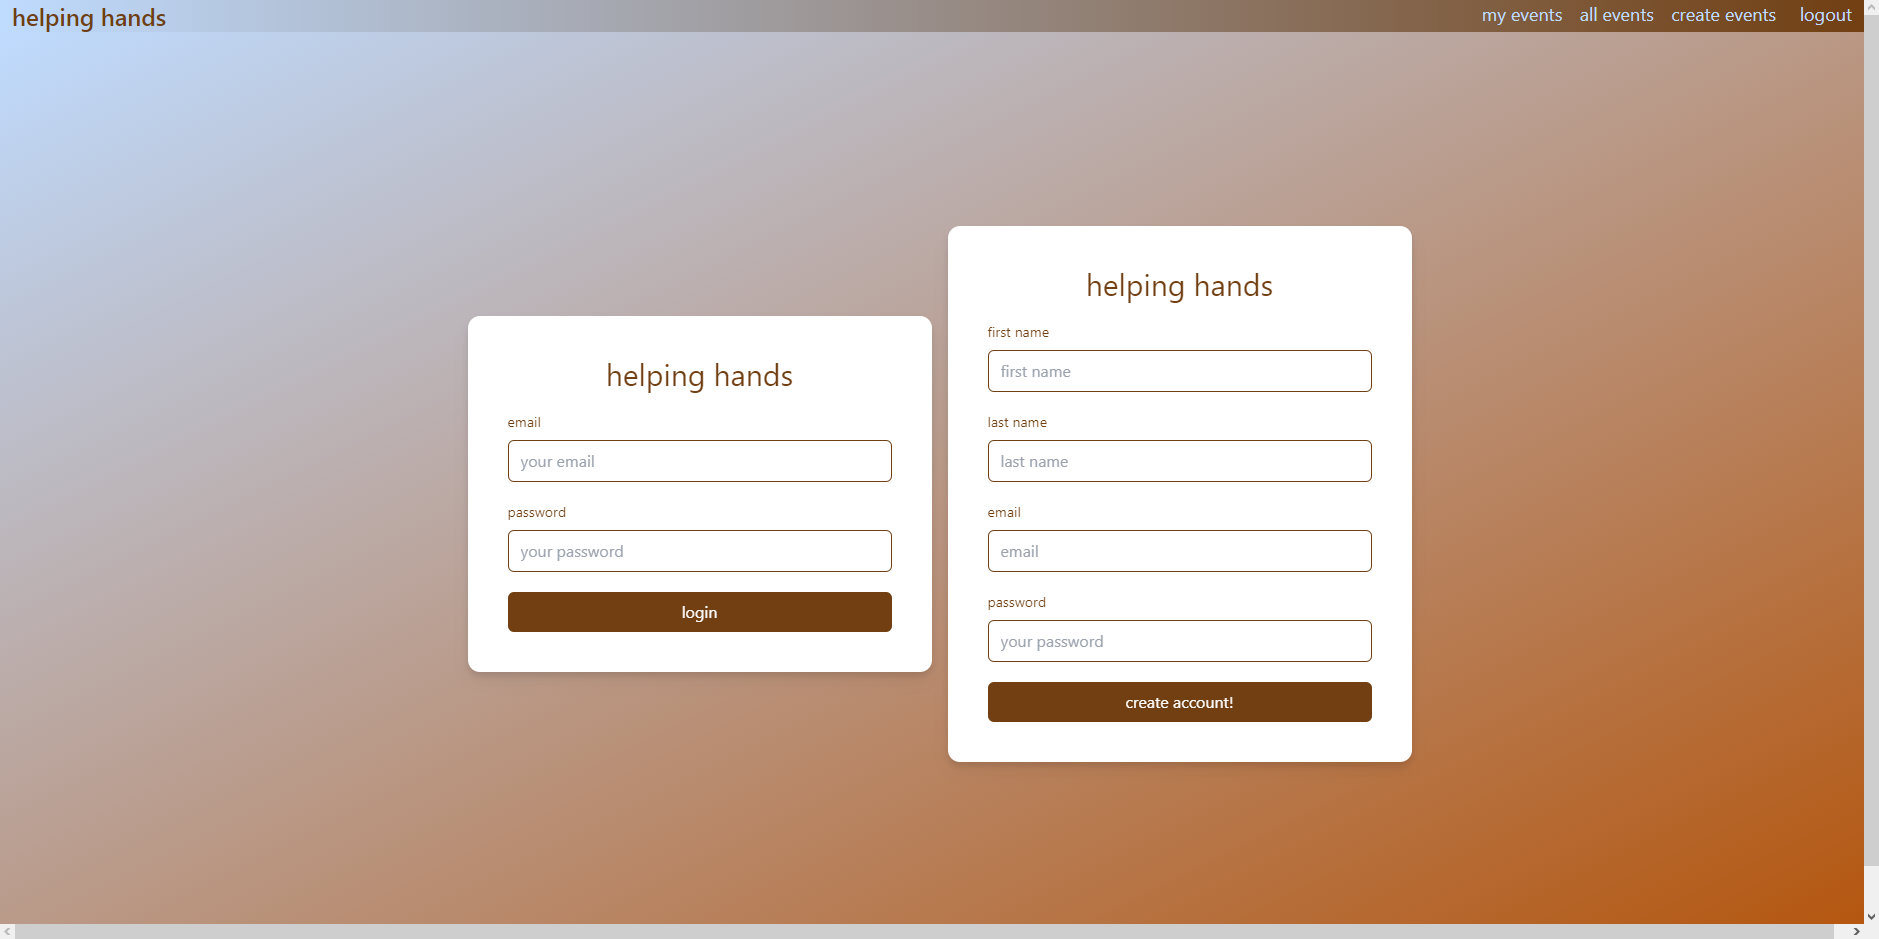 helping hands
my events all events create events logout
helping hands
email
your email
password
your password
login
helping hands
first name
first name
last name
last name
email
email
password
your password
create account!